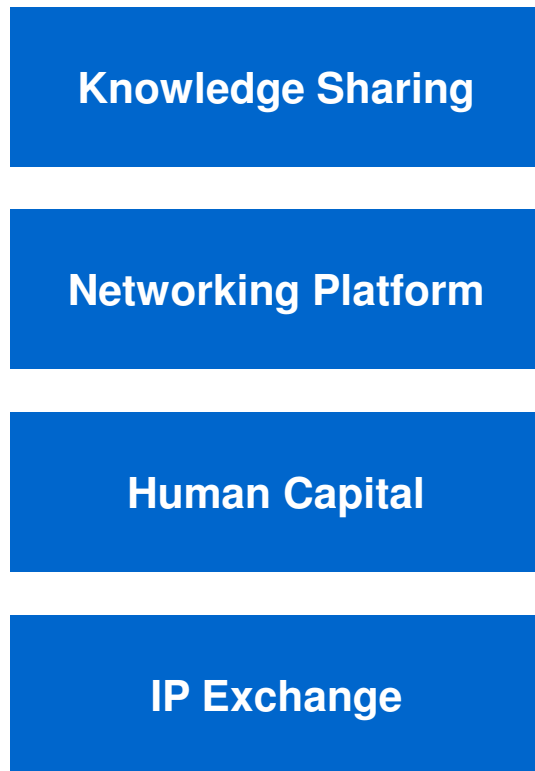 Knowledge Sharing
Networking Platform
Human Capital
IP Exchange